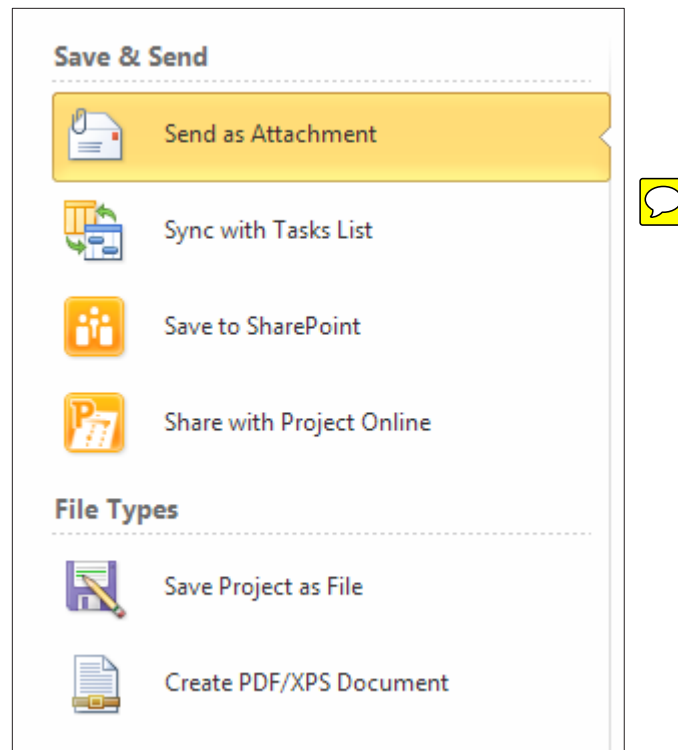 Save & Send
Send as Attachment
Sync with Tasks List
Save to SharePoint
Share with Project Online
File Types
Save Project as File
Create PDF/XPS Document